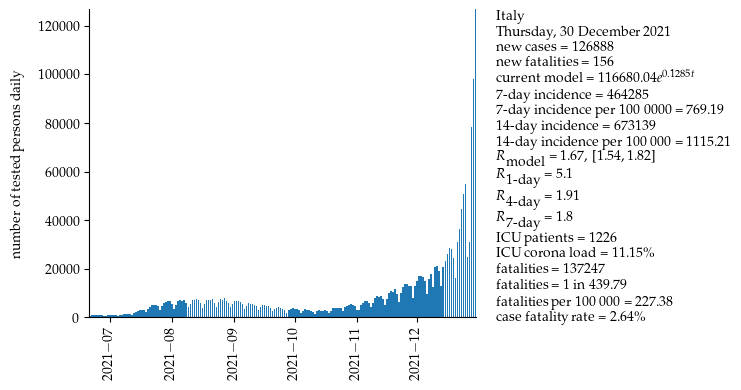 120000
100000
80000
60000
40000
20000
0
number of tested persons daily
2021−07
2021−08
2021−09
2021−10
2021−11
2021−12
Italy
Thursday, 30 December 2021
new cases = 126888
new fatalities = 156
current model = 116680.04e^0.1285t
7-day incidence = 464285
7-day incidence per 100 0000 = 769.19
14-day incidence = 673139
14-day incidence per 100 000 = 1115.21
R_model = 1.67, [1.54, 1.82]
R_1-day = 5.1
R_4-day = 1.91
R_7-day = 1.8
ICU patients = 1226
ICU corona load = 11.15%
fatalities = 137247
fatalities = 1 in 439.79
fatalities per 100 000 = 227.38
case fatality rate = 2.64%